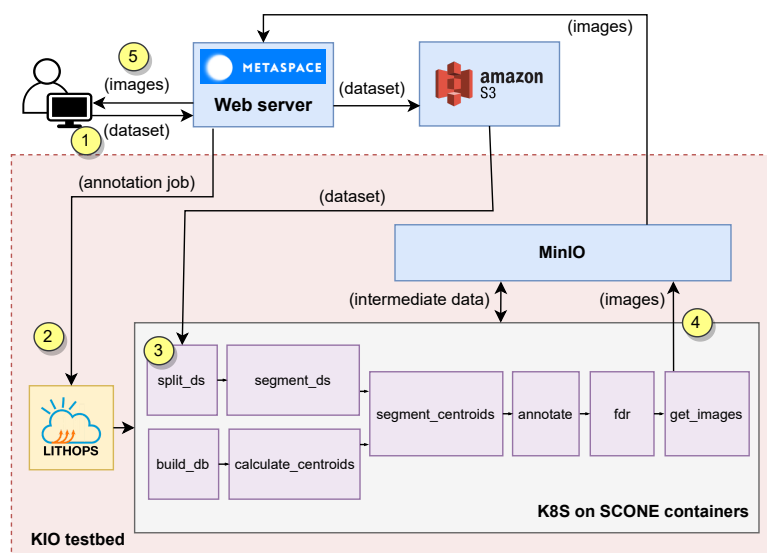 5
(images)
(images)
METASPACE
Web server
(dataset)
amazon
S3
(dataset)
1
(annotation job)
(dataset)
MinIO
(intermediate data)
(images)
2
3
4
split_ds
segment_ds
segment_centroids
annotate
fdr
get_images
LITHOPS
build_db
calculate_centroids
K8S on SCONE containers
KIO testbed